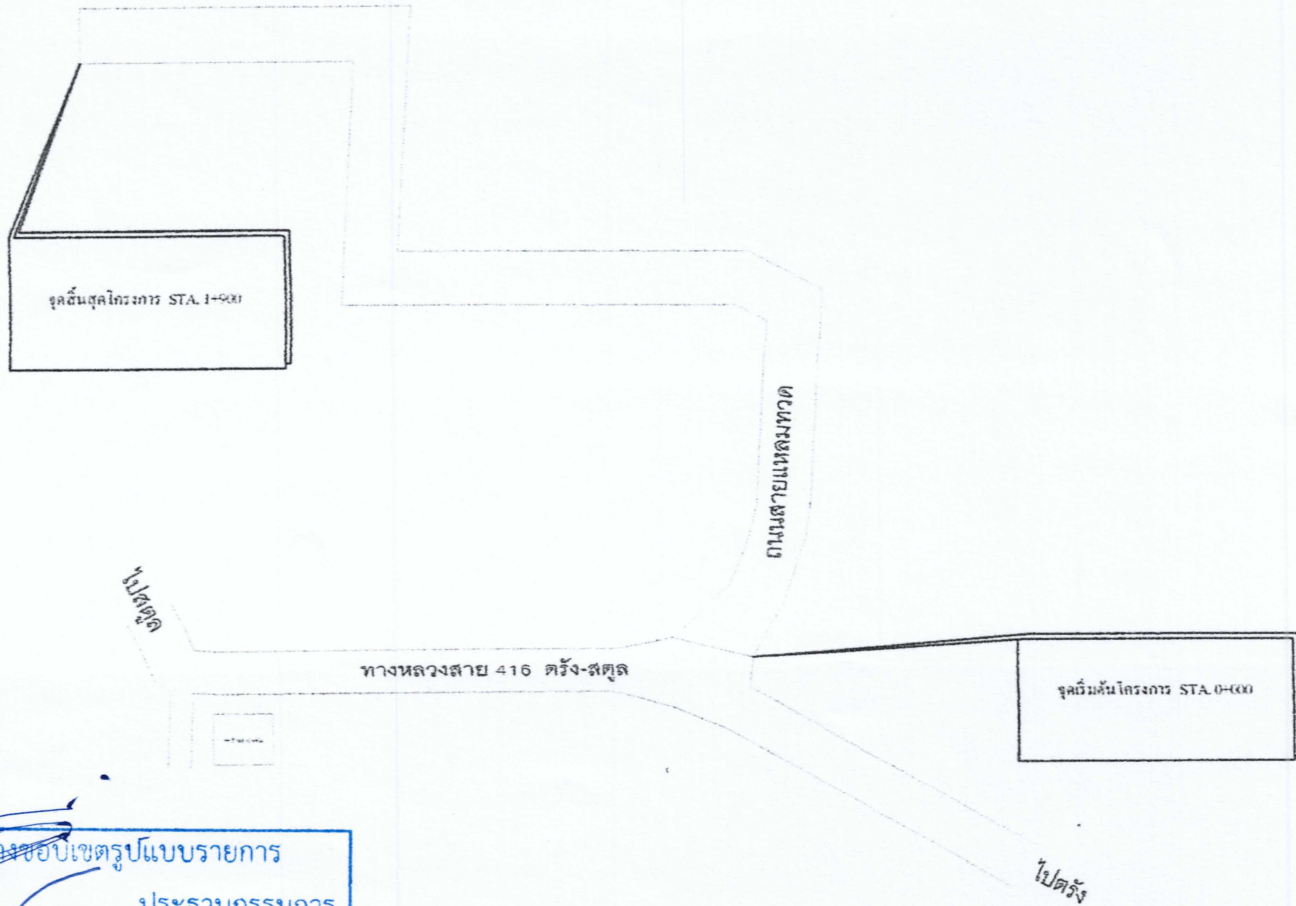 จุดสิ้นสุดโครงการ STA. 1+900
ถนนสายแหลมหวด
ไปสตูล
ทางหลวงสาย 416 ตรัง-สตูล
จุดเริ่มต้นโครงการ STA. 0+000
ไปตรัง
ขอบเขตรูปแบบรายการ
ประธานกรรมการ